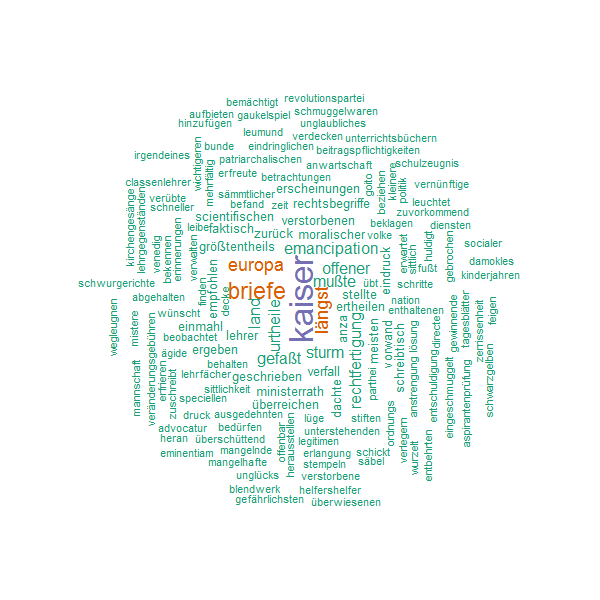 revolutionspartei
bemächtigt
schmuggelwaren
aufbieten
gaukelspiel
hinzufügen
unglaubliches
leumund
verdecken
unterrichtsbüchern
bunde
eindringlichen
beitragspflichtigkeiten
irgendeines
wichtigeren
patriarchalischen
anwartschaft
schulzeugnis
mehrfältig
erfreute
betrachtungen
goito
kleinere
classenlehrer
erscheinungen
beziehen
politik
vernünftige
kirchengesänge
lehrgegenständen
verübte
sämmtlicher
rechtsbegriffe
leuchtet
schneller
befand
zeit
zuvorkommend
scientifischen
verstorbenen
beklagen
diensten
venedig
bekennen
erinnerungen
leibe
faktisch
zurück
moralischer
volke
erwartet
sittlich
huldigt
socialer
verwalten
größtentheils
emancipation
eindruck
fußt
gebrochen
damokles
europa
kaiser
offener
kinderjahren
schwurgerichte
finden
empfohlen
briefe
mußte
übt
schritte
abgehalten
decke
längst
stellte
nation
enthaltenen
wünscht
land
urtheile
ertheilen
gewinnende
tagesblätter
feigen
wegleugnen
mistere
veränderungsgebühren
einmahl
anza
rechtfertigung
vorwand
lösung
directe
zerrissenheit
beobachtet
lehrer
meisten
schreibtisch
anstrengung
entschuldigung
schwarzgelben
ägide
ergeben
gefaßt
sturm
parthei
eingeschmuggelt
aspirantenprüfung
mannschaft
erfrieren
behalten
verfall
zuschreibt
lehrfächer
geschrieben
dachte
sittlichkeit
ministerrath
speciellen
überreichen
druck
ausgedehnten
lüge
stiften
ordnungs
verlegern
wurzelt
entbehrten
advocatur
bedürfen
offenbar
unterstehenden
heran
überschüttend
herausstellen
legitimen
eminentiam
mangelnde
erlangung
schickt
mangelhafte
stempeln
säbel
unglücks
verstorbene
blendwerk
helfershelfer
gefährlichsten
überwiesenen